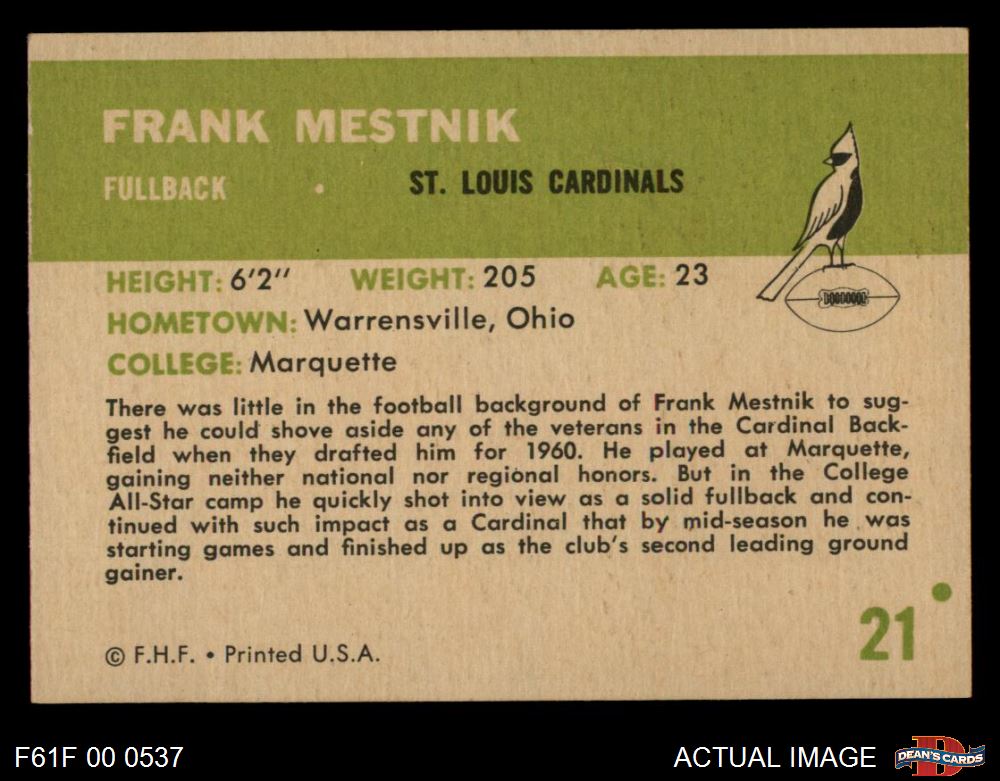 FRANK MESTNIK
FULLBACK • ST. LOUIS CARDINALS
HEIGHT: 6'2" WEIGHT: 205 AGE: 23
HOMETOWN: Warrensville, Ohio
COLLEGE: Marquette
There was little in the football background of Frank Mestnik to sug-
gest he could shove aside any of the veterans in the Cardinal Back-
field when they drafted him for 1960. He played at Marquette,
gaining neither national nor regional honors. But in the College
All-Star camp he quickly shot into view as a solid fullback and con-
tinued with such impact as a Cardinal that by mid-season he was
starting games and finished up as the club's second leading ground
gainer.
21
© F.H.F. • Printed U.S.A.
F61F 00 0537
ACTUAL IMAGE
D
DEAN'S CARDS